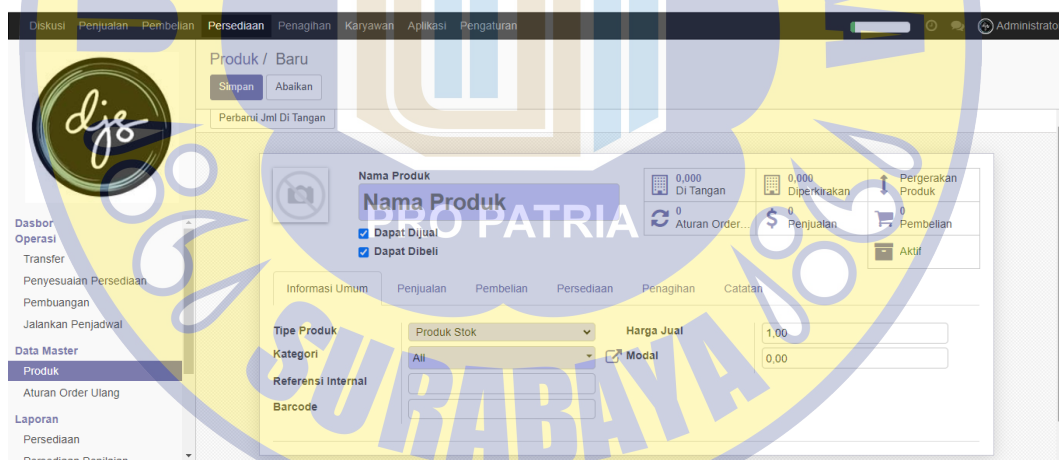 Diskusi Penjualan Pembelian Persediaan Penagihan Karyawan Aplikasi Pengaturan Administrato
Produk / Baru
Simpan Abaikan
Perbarui Jml Di Tangan
djs
Dasbor
Operasi
Transfer
Penyesuaian Persediaan
Pembuangan
Jalankan Penjadwal
Data Master
Produk
Aturan Order Ulang
Laporan
Persediaan
Persediaan Penilaian
Nama Produk
Nama Produk
Dapat Dijual
Dapat Dibeli
0,000 Di Tangan
0,000 Diperkirakan
Pergerakan Produk
0 Aturan Order...
0 Penjualan
0 Pembelian
Aktif
PRO PATRIA
Informasi Umum Penjualan Pembelian Persediaan Penagihan Catatan
Tipe Produk Produk Stok Harga Jual 1,00
Kategori All Modal 0,00
Referensi Internal
Barcode
SURABAYA